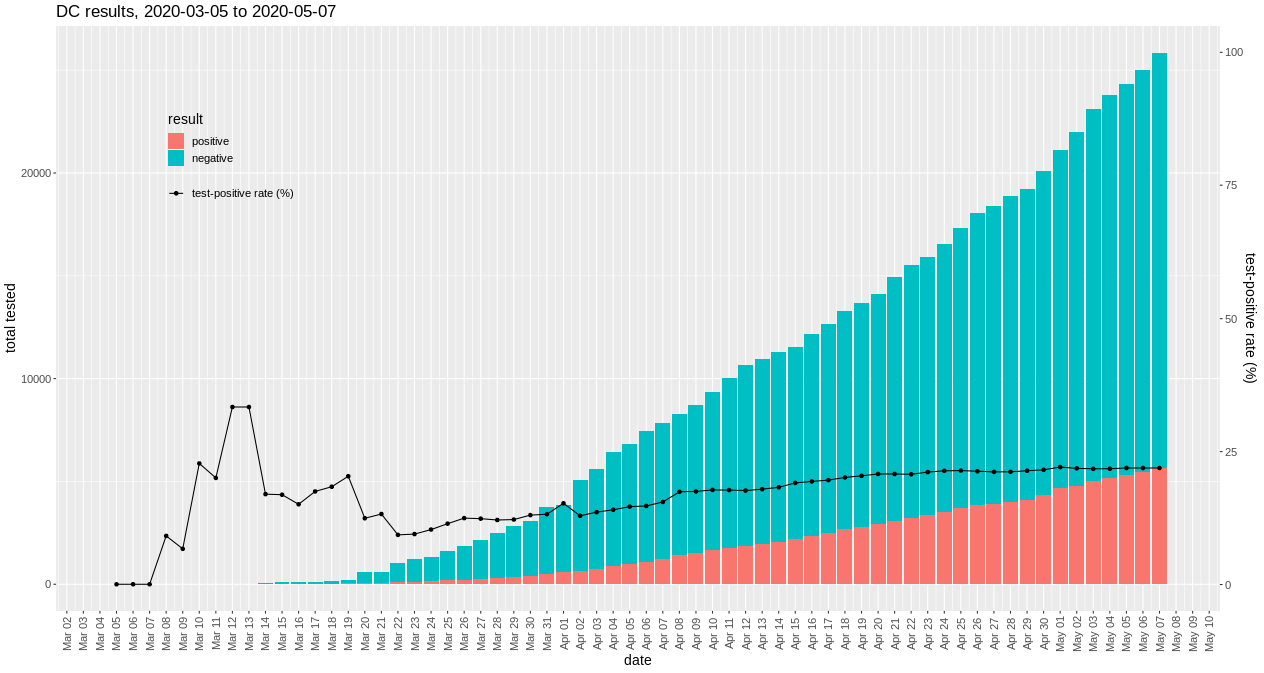 DC results, 2020-03-05 to 2020-05-07
result
positive
negative
test-positive rate (%)
total tested
20000
10000
0
100
75
50
25
0
test-positive rate (%)
Mar 02
Mar 03
Mar 04
Mar 05
Mar 06
Mar 07
Mar 08
Mar 09
Mar 10
Mar 11
Mar 12
Mar 13
Mar 14
Mar 15
Mar 16
Mar 17
Mar 18
Mar 19
Mar 20
Mar 21
Mar 22
Mar 23
Mar 24
Mar 25
Mar 26
Mar 27
Mar 28
Mar 29
Mar 30
Mar 31
Apr 01
Apr 02
Apr 03
Apr 04
Apr 05
Apr 06
Apr 07
Apr 08
Apr 09
Apr 10
Apr 11
Apr 12
Apr 13
Apr 14
Apr 15
Apr 16
Apr 17
Apr 18
Apr 19
Apr 20
Apr 21
Apr 22
Apr 23
Apr 24
Apr 25
Apr 26
Apr 27
Apr 28
Apr 29
Apr 30
May 01
May 02
May 03
May 04
May 05
May 06
May 07
May 08
May 09
May 10
date